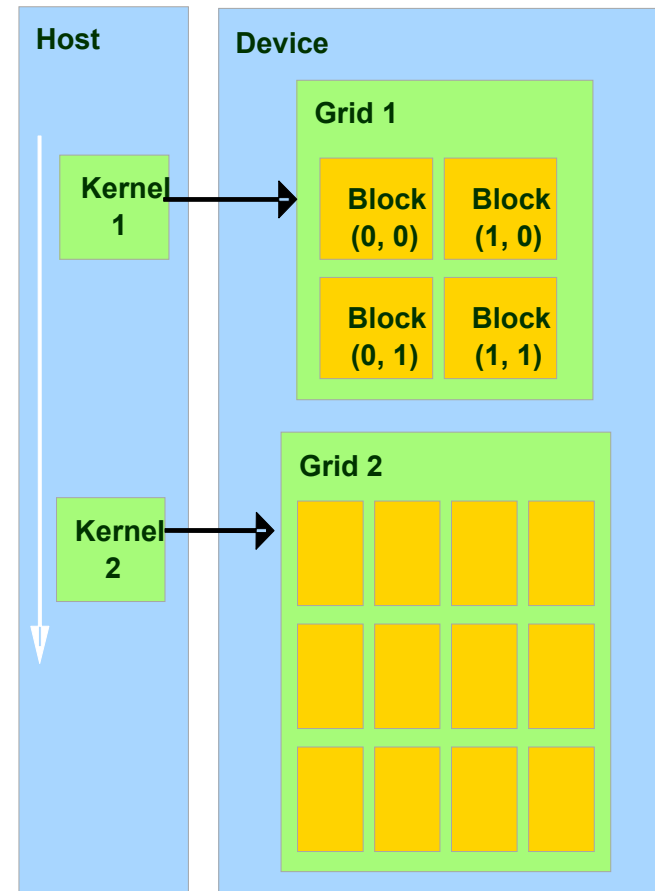 Host
Device
Grid 1
Kernel
1
Block
(0, 0)
Block
(1, 0)
Block
(0, 1)
Block
(1, 1)
Grid 2
Kernel
2